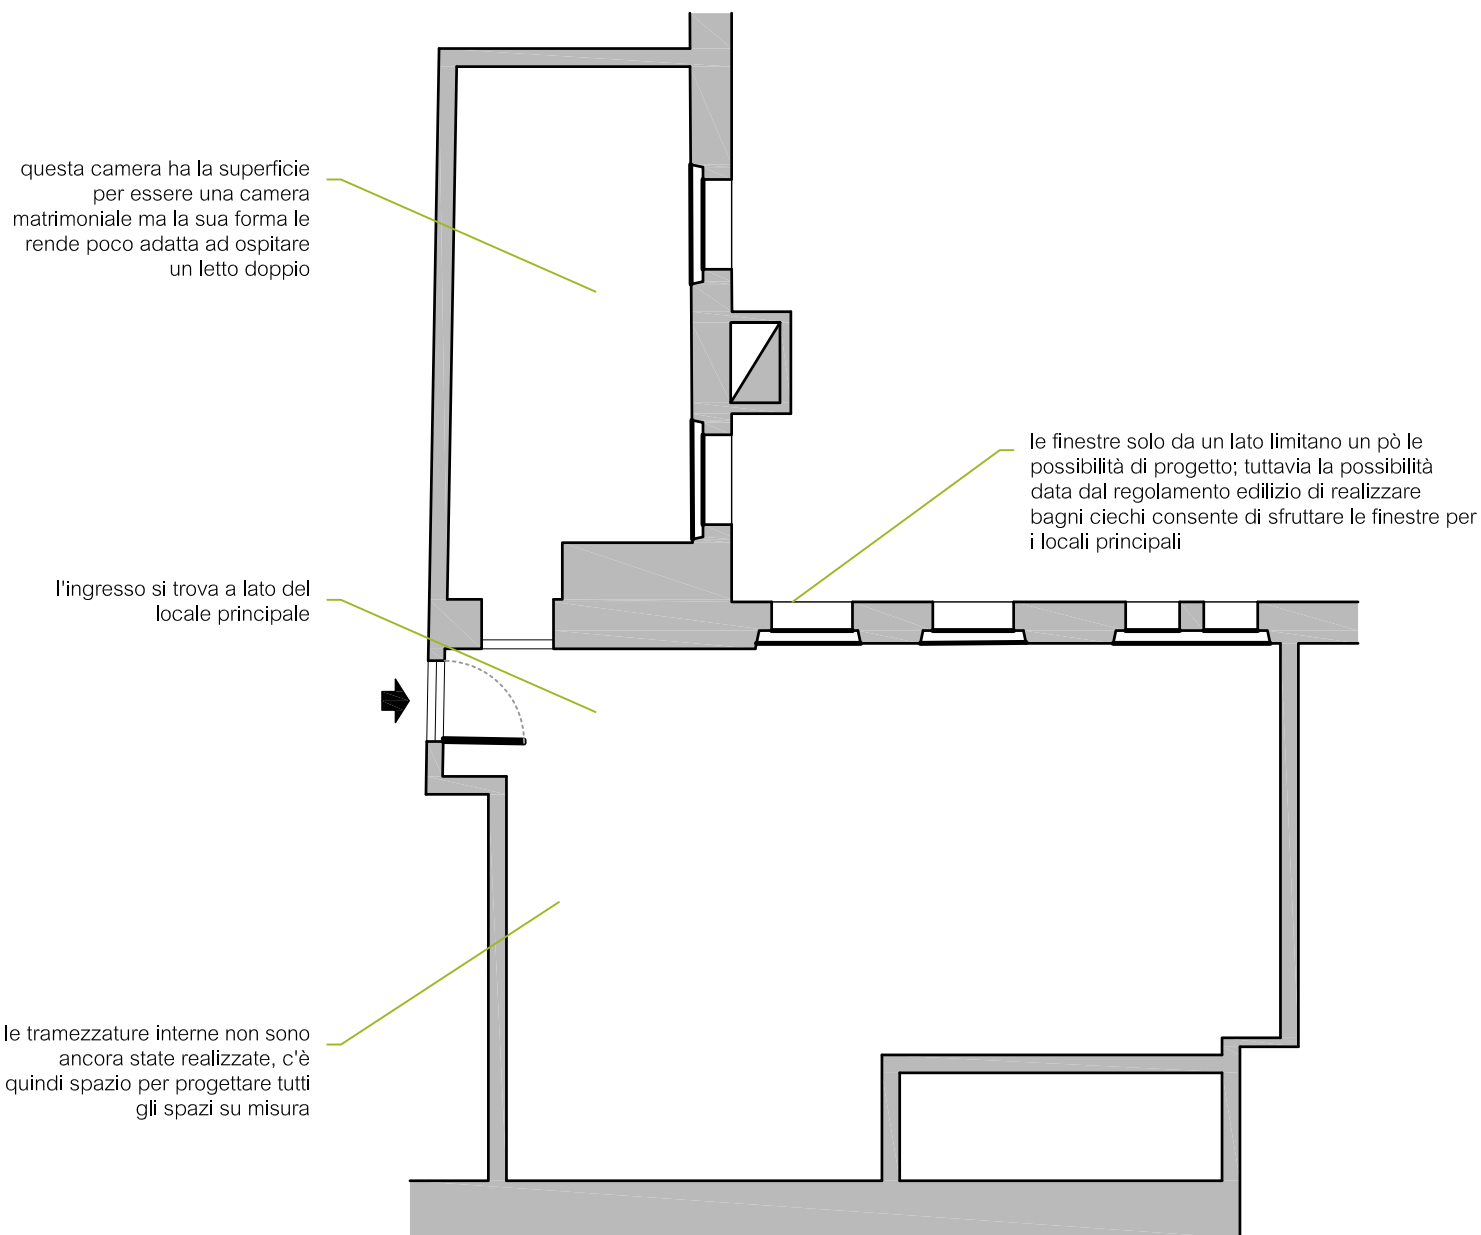 questa camera ha la superficie
per essere una camera
matrimoniale ma la sua forma le
rende poco adatta ad ospitare
un letto doppio
le finestre solo da un lato limitano un pò le
possibilità di progetto; tuttavia la possibilità
data dal regolamento edilizio di realizzare
bagni ciechi consente di sfruttare le finestre per
i locali principali
l'ingresso si trova a lato del
locale principale
le tramezzature interne non sono
ancora state realizzate, c'è
quindi spazio per progettare tutti
gli spazi su misura